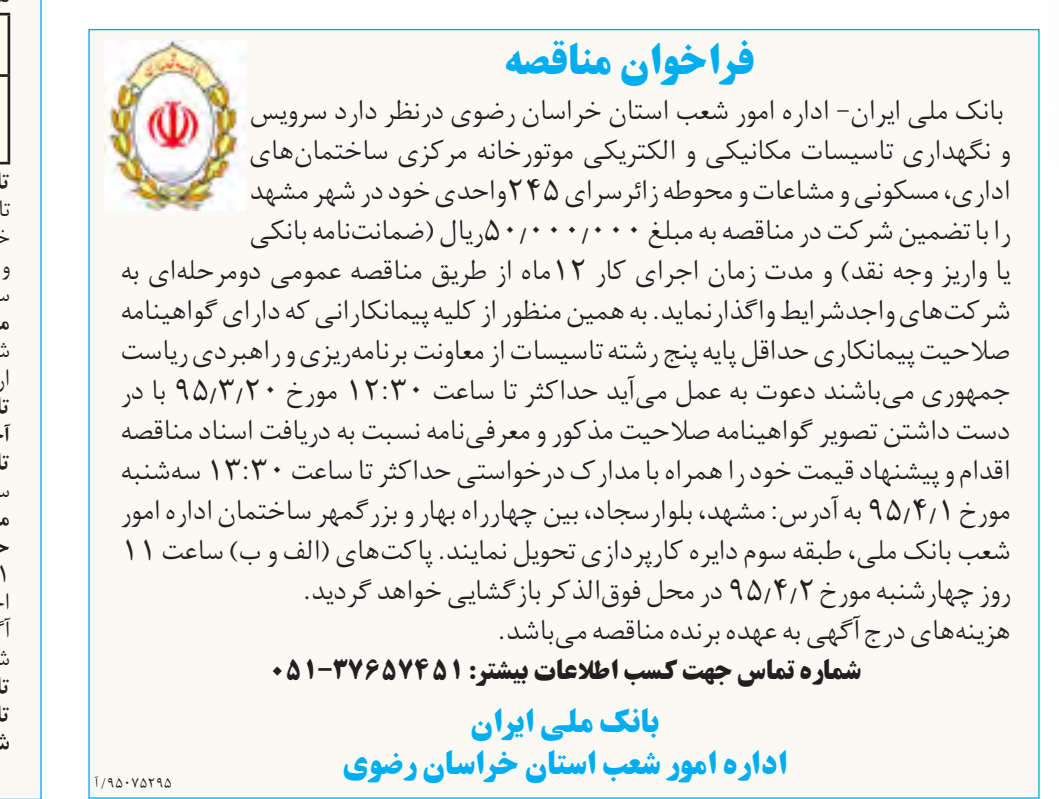 فراخوان مناقصه
بانک ملی ایران- اداره امور شعب استان خراسان رضوی درنظر دارد سرویس
و نگهداری تاسیسات مکانیکی و الکتریکی موتورخانه مرکزی ساختمان‌های
اداری، مسکونی و مشاعات و محوطه زائرسرای ۲۴۵واحدی خود در شهر مشهد
را با تضمین شرکت در مناقصه به مبلغ ۵۰٫۰۰۰٫۰۰۰ریال (ضمانت‌نامه بانکی
یا واریز وجه نقد) و مدت زمان اجرای کار ۱۲ماه از طریق مناقصه عمومی دومرحله‌ای به
شرکت‌های واجدشرایط واگذارنماید. به همین منظور از کلیه پیمانکارانی که دارای گواهینامه
صلاحیت پیمانکاری حداقل پایه پنج رشته تاسیسات از معاونت برنامه‌ریزی و راهبردی ریاست
جمهوری می‌باشند دعوت به عمل می‌آید حداکثر تا ساعت ۱۲:۳۰ مورخ ۹۵٫۳٫۲۰ با در
دست داشتن تصویر گواهینامه صلاحیت مذکور و معرفی‌نامه نسبت به دریافت اسناد مناقصه
اقدام و پیشنهاد قیمت خود را همراه با مدارک درخواستی حداکثر تا ساعت ۱۳:۳۰ سه‌شنبه
مورخ ۹۵٫۴٫۱ به آدرس: مشهد، بلوارسجاد، بین چهارراه بهار و بزرگمهر ساختمان اداره امور
شعب بانک ملی، طبقه سوم دایره کارپردازی تحویل نمایند. پاکت‌های (الف و ب) ساعت ۱۱
روز چهارشنبه مورخ ۹۵٫۴٫۲ در محل فوق‌الذکر بازگشایی خواهد گردید.
هزینه‌های درج آگهی به عهده برنده مناقصه می‌باشد.
شماره تماس جهت کسب اطلاعات بیشتر: ۳۷۶۵۷۴۵۱-۰۵۱
بانک ملی ایران
اداره امور شعب استان خراسان رضوی
۹۵۰۷۵۲۹۵/آ